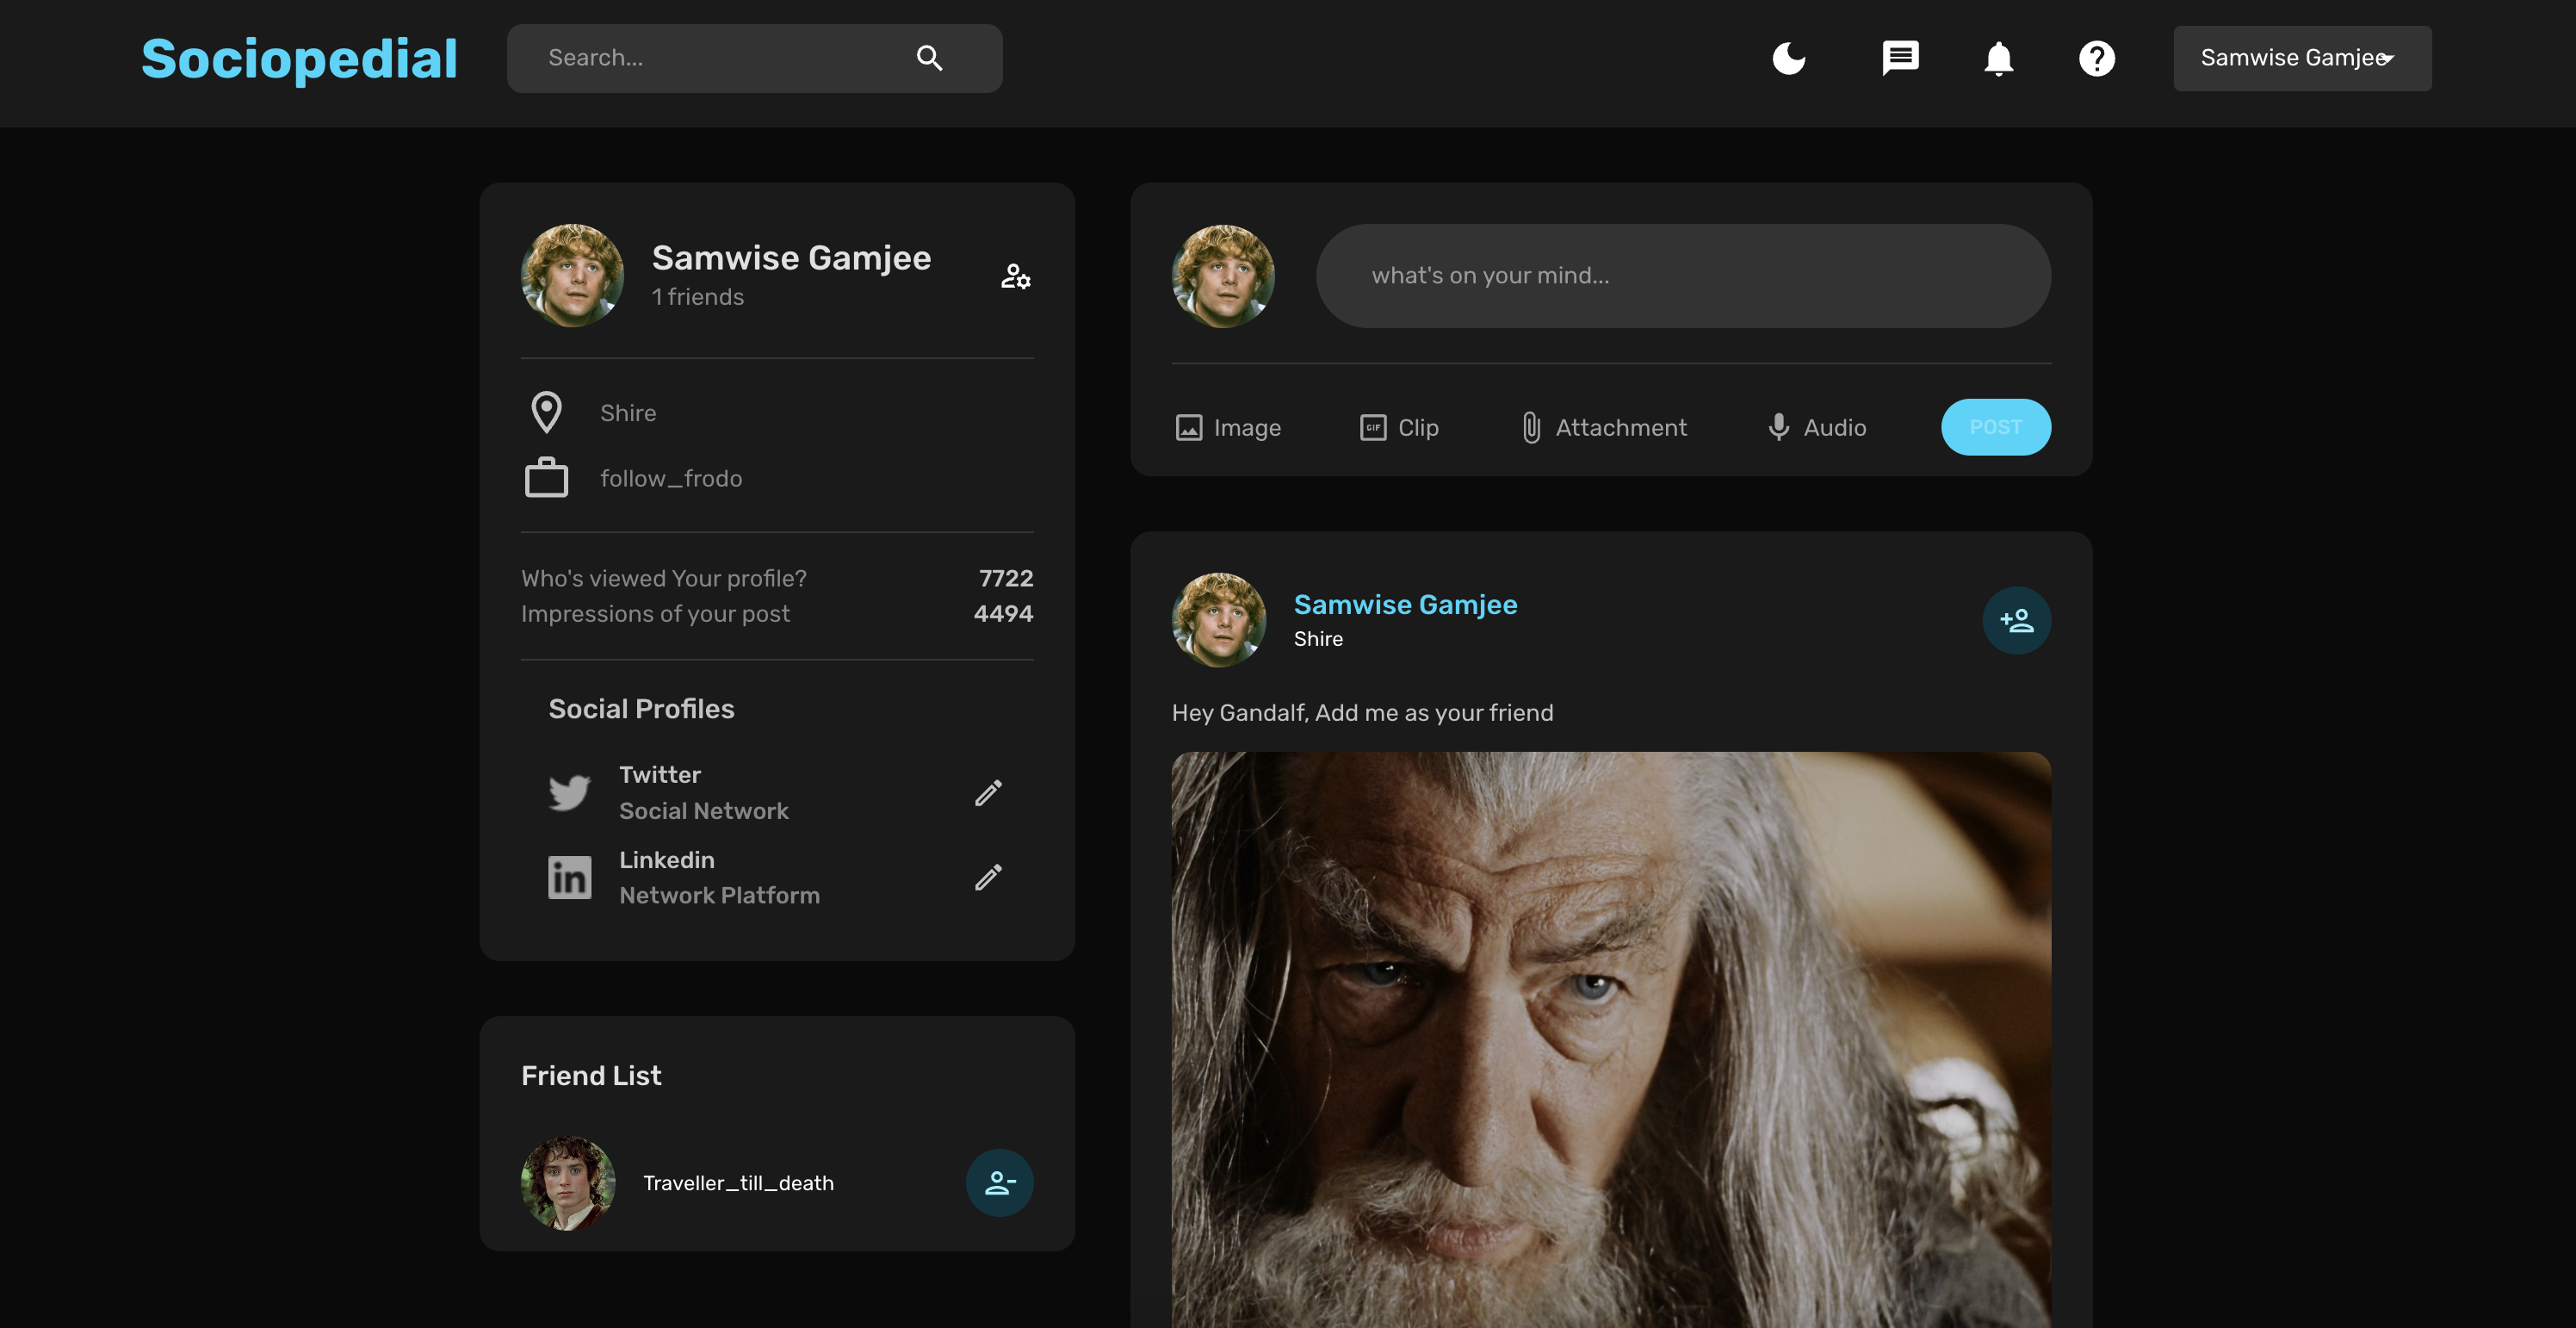 Sociopedial
Search...
Samwise Gamjee
Samwise Gamjee
1 friends
Shire
follow_frodo
Who's viewed Your profile? 7722
Impressions of your post 4494
Social Profiles
Twitter
Social Network
Linkedin
Network Platform
Friend List
Traveller_till_death
what's on your mind...
Image GIF Clip Attachment Audio POST
Samwise Gamjee
Shire
Hey Gandalf, Add me as your friend